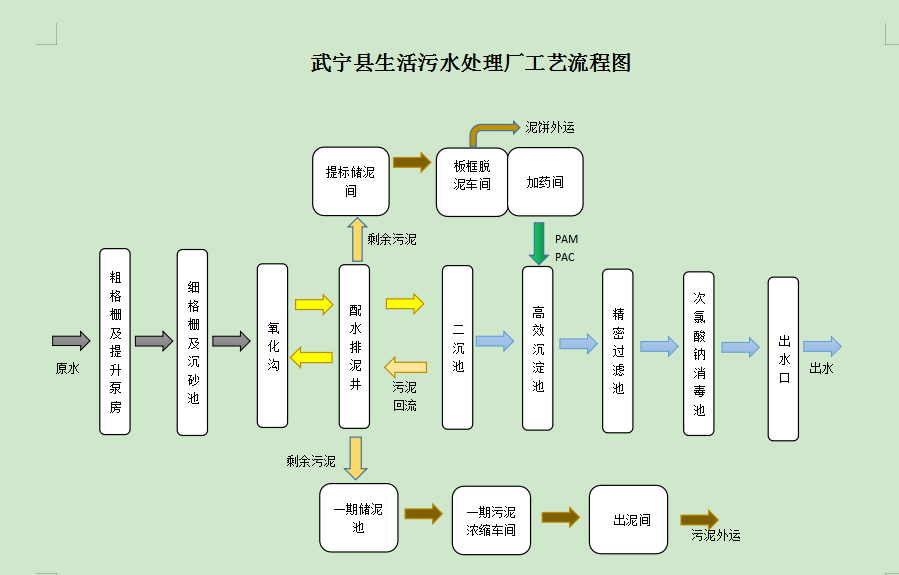 武宁县生活污水处理厂工艺流程图
泥饼外运
提标储泥
间
板框脱
泥车间
加药间
剩余污泥
PAM
PAC
原水
粗格栅及提升泵房
细格栅及沉砂池
氧化沟
配水排泥井
污泥
回流
二沉池
高效沉淀池
精密过滤池
次氯酸钠消毒池
出水口
出水
剩余污泥
一期储泥
池
一期污泥
浓缩车间
出泥间
污泥外运